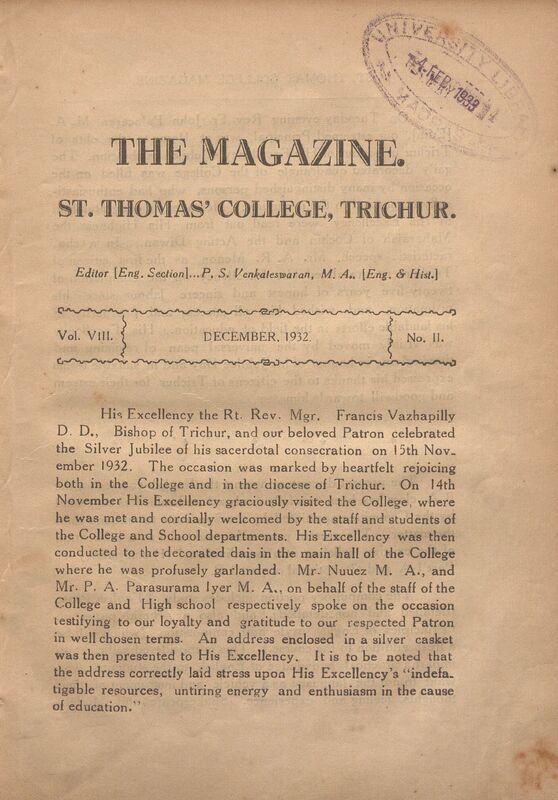 UNIVERSITY LIB
THE MAGAZINE.
ST. THOMAS' COLLEGE, TRICHUR.
Editor [Eng. Section]...P. S. Venkateswaran, M. A., [Eng. & Hist.]
Vol. VIII. DECEMBER, 1932. No. II.
His Excellency the Rt. Rev. Mgr. Francis Vazhapilly
D. D., Bishop of Trichur, and our beloved Patron celebrated
the Silver Jubilee of his sacerdotal consecration on 15th Nov-
ember 1932. The occasion was marked by heartfelt rejoicing
both in the College and in the diocese of Trichur. On 14th
November His Excellency graciously visited the College, where
he was met and cordially welcomed by the staff and students of
the College and School departments. His Excellency was then
conducted to the decorated dais in the main hall of the College
where he was profusely garlanded. Mr. Nuuez M. A., and
Mr. P. A. Parasurama Iyer M. A., on behalf of the staff of the
College and High school respectively spoke on the occasion
testifying to our loyalty and gratitude to our respected Patron
in well chosen terms. An address enclosed in a silver casket
was then presented to His Excellency. It is to be noted that
the address correctly laid stress upon His Excellency's "indefa-
tigable resources, untiring energy and enthusiasm in the cause
of education."